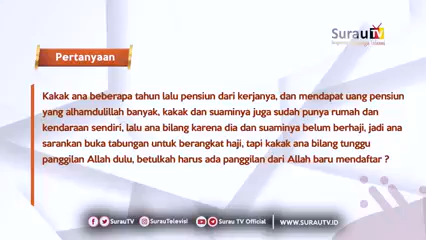 SurauTV
Pertanyaan
Kakak ana beberapa tahun lalu pensiun dari kerjanya, dan mendapat uang pensiun
yang alhamdulillah banyak, kakak dan suaminya juga sudah punya rumah dan
kendaraan sendiri, lalu ana bilang karena dia dan suaminya belum berhaji, jadi ana
sarankan buka tabungan untuk berangkat haji, tapi kakak ana bilang tunggu
panggilan Allah dulu, betulkah harus ada panggilan dari Allah baru mendaftar ?
SurauTV
SurauTelevisi
Surau TV Official
WWW.SURAUTV.ID